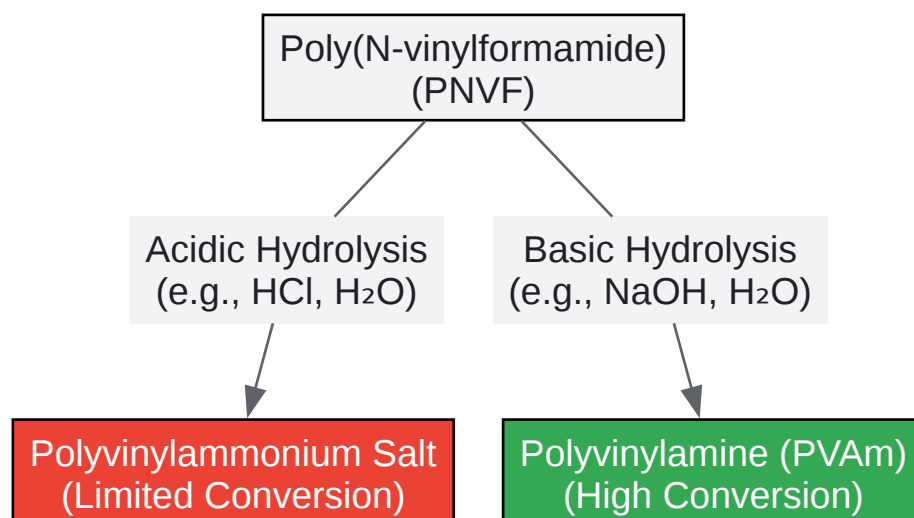 Poly(N-vinylformamide)
(PNVF)
Acidic Hydrolysis
(e.g., HCl, H₂O)
Basic Hydrolysis
(e.g., NaOH, H₂O)
Polyvinylammonium Salt
(Limited Conversion)
Polyvinylamine (PVAm)
(High Conversion)